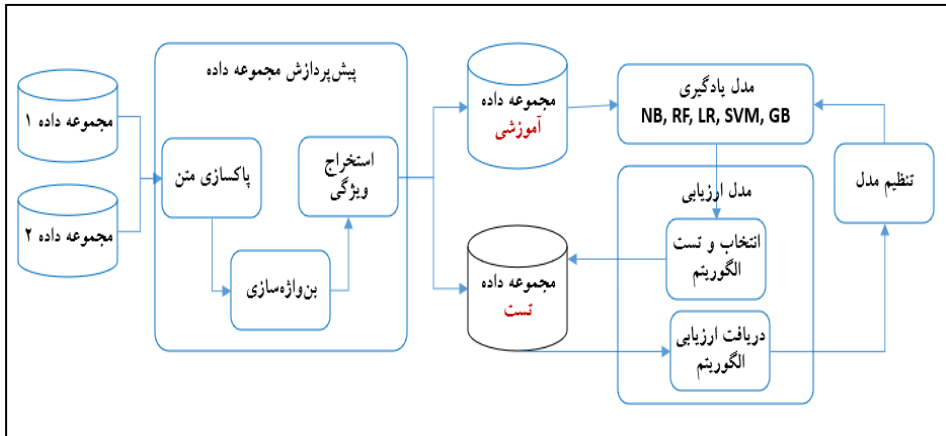 مجموعه داده ۱
مجموعه داده ۲
پیش‌پردازش مجموعه داده
پاکسازی متن
بن‌واژه‌سازی
استخراج
ویژگی
مجموعه داده
آموزشی
مجموعه داده
تست
مدل یادگیری
NB, RF, LR, SVM, GB
مدل ارزیابی
انتخاب و تست
الگوریتم
دریافت ارزیابی
الگوریتم
تنظیم مدل